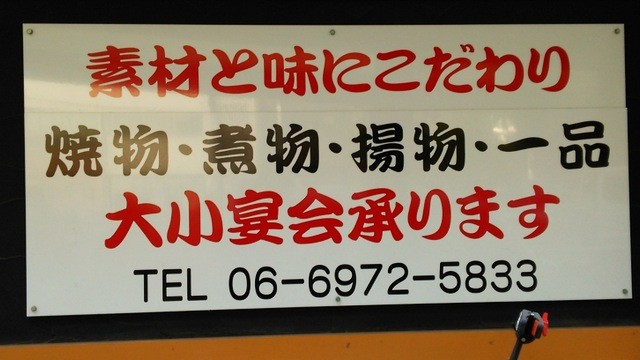 素材と味にこだわり
焼物・煮物・揚物・一品
大小宴会承ります
TEL 06-6972-5833